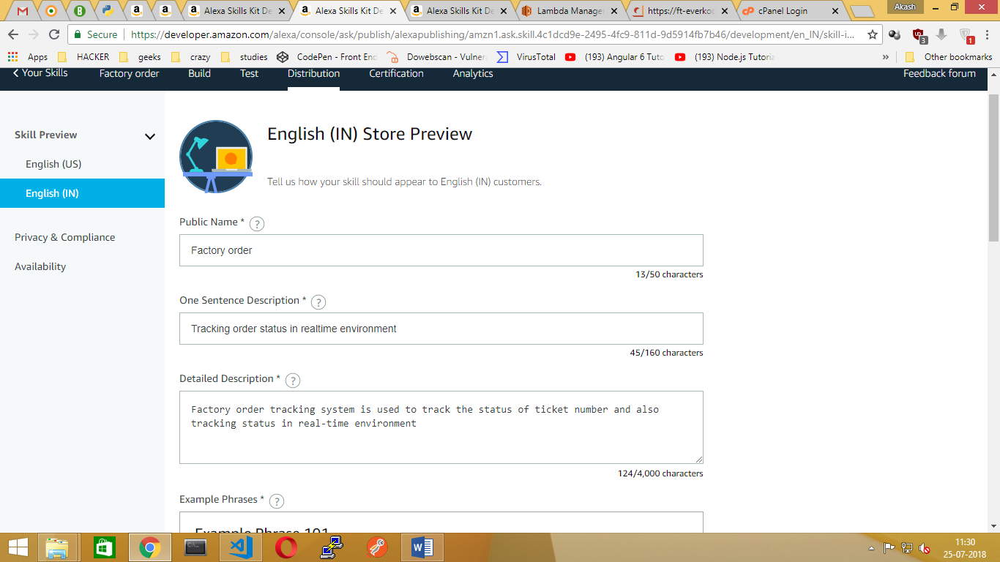 Akash
Alexa Skills Kit De
Alexa Skills Kit De
Alexa Skills Kit De
Lambda Manage
https://ft-everkoc
cPanel Login
Secure
https://developer.amazon.com/alexa/console/ask/publish/alexapublishing/amzn1.ask.skill.4c1dcd9e-2495-4fc9-811d-9d5914fb7b46/development/en_IN/skill-i...
3
1
Apps
HACKER
geeks
crazy
studies
CodePen - Front End
Dowebscan - Vulner
VirusTotal
(193) Angular 6 Tuto
(193) Node.js Tutoria
»
Other bookmarks
Your Skills
Factory order
Build
Test
Distribution
Certification
Analytics
Feedback forum
Skill Preview
English (US)
English (IN)
Privacy & Compliance
Availability
English (IN) Store Preview
Tell us how your skill should appear to English (IN) customers.
Public Name * ?
Factory order
13/50 characters
One Sentence Description * ?
Tracking order status in realtime environment
45/160 characters
Detailed Description * ?
Factory order tracking system is used to track the status of ticket number and also
tracking status in real-time environment
124/4,000 characters
Example Phrases * ?
Example Phrase 101
11:30
25-07-2018